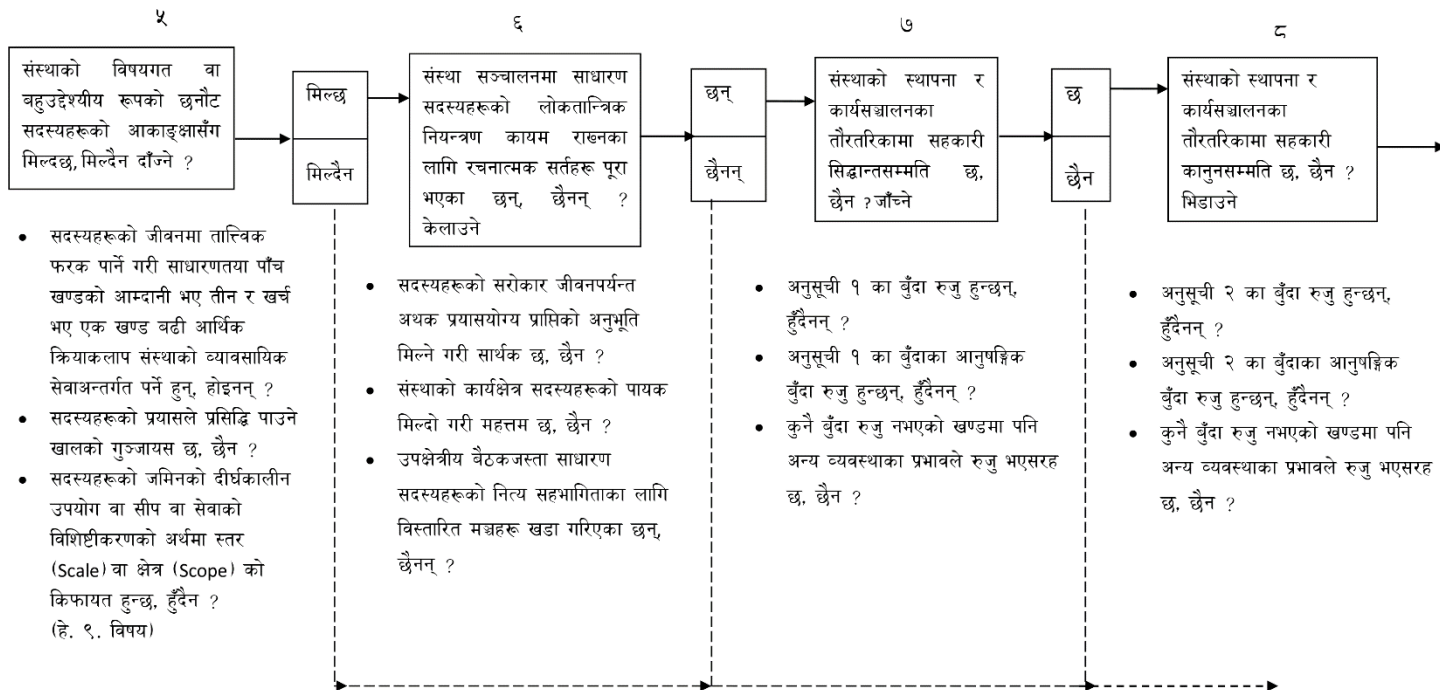 ५
संस्थाको विषयगत वा
बहुउद्देश्यीय रूपको छनौट
सदस्यहरूको आकाङ्क्षासँग
मिल्दछ, मिल्दैन दाँज्ने ?
मिल्छ
मिल्दैन
• सदस्यहरूको जीवनमा तात्त्विक
फरक पार्ने गरी साधारणतया पाँच
खण्डको आम्दानी भए तीन र खर्च
भए एक खण्ड बढी आर्थिक
क्रियाकलाप संस्थाको व्यावसायिक
सेवाअन्तर्गत पर्ने हुन्, होइनन् ?
• सदस्यहरूको प्रयासले प्रसिद्धि पाउने
खालको गुञ्जायस छ, छैन ?
• सदस्यहरूको जमिनको दीर्घकालीन
उपयोग वा सीप वा सेवाको
विशिष्टीकरणको अर्थमा स्तर
(Scale) वा क्षेत्र (Scope) को
किफायत हुन्छ, हुँदैन ?
(हे. ९. विषय)
६
संस्था सञ्चालनमा साधारण
सदस्यहरूको लोकतान्त्रिक
नियन्त्रण कायम राख्नका
लागि रचनात्मक सर्तहरू पूरा
भएका छन्, छैनन् ?
केलाउने
छन्
छैनन्
• सदस्यहरूको सरोकार जीवनपर्यन्त
अथक प्रयासयोग्य प्राप्तिको अनुभूति
मिल्ने गरी सार्थक छ, छैन ?
• संस्थाको कार्यक्षेत्र सदस्यहरूको पायक
मिल्दो गरी महत्तम छ, छैन ?
• उपक्षेत्रीय बैठकजस्ता साधारण
सदस्यहरूको नित्य सहभागिताका लागि
विस्तारित मञ्चहरू खडा गरिएका छन्,
छैनन् ?
७
संस्थाको स्थापना र
कार्यसञ्चालनका
तौरतरिकामा सहकारी
सिद्धान्तसम्मति छ,
छैन ? जाँच्ने
छ
छैन
• अनुसूची १ का बुँदा रुजु हुन्छन्,
हुँदैनन् ?
• अनुसूची १ का बुँदाका आनुषङ्गिक
बुँदा रुजु हुन्छन्, हुँदैनन् ?
• कुनै बुँदा रुजु नभएको खण्डमा पनि
अन्य व्यवस्थाका प्रभावले रुजु भएसरह
छ, छैन ?
८
संस्थाको स्थापना र
कार्यसञ्चालनका
तौरतरिकामा सहकारी
कानुनसम्मति छ, छैन ?
भिडाउने
• अनुसूची २ का बुँदा रुजु हुन्छन्,
हुँदैनन् ?
• अनुसूची २ का बुँदाका आनुषङ्गिक
बुँदा रुजु हुन्छन्, हुँदैनन् ?
• कुनै बुँदा रुजु नभएको खण्डमा पनि
अन्य व्यवस्थाका प्रभावले रुजु भएसरह
छ, छैन ?